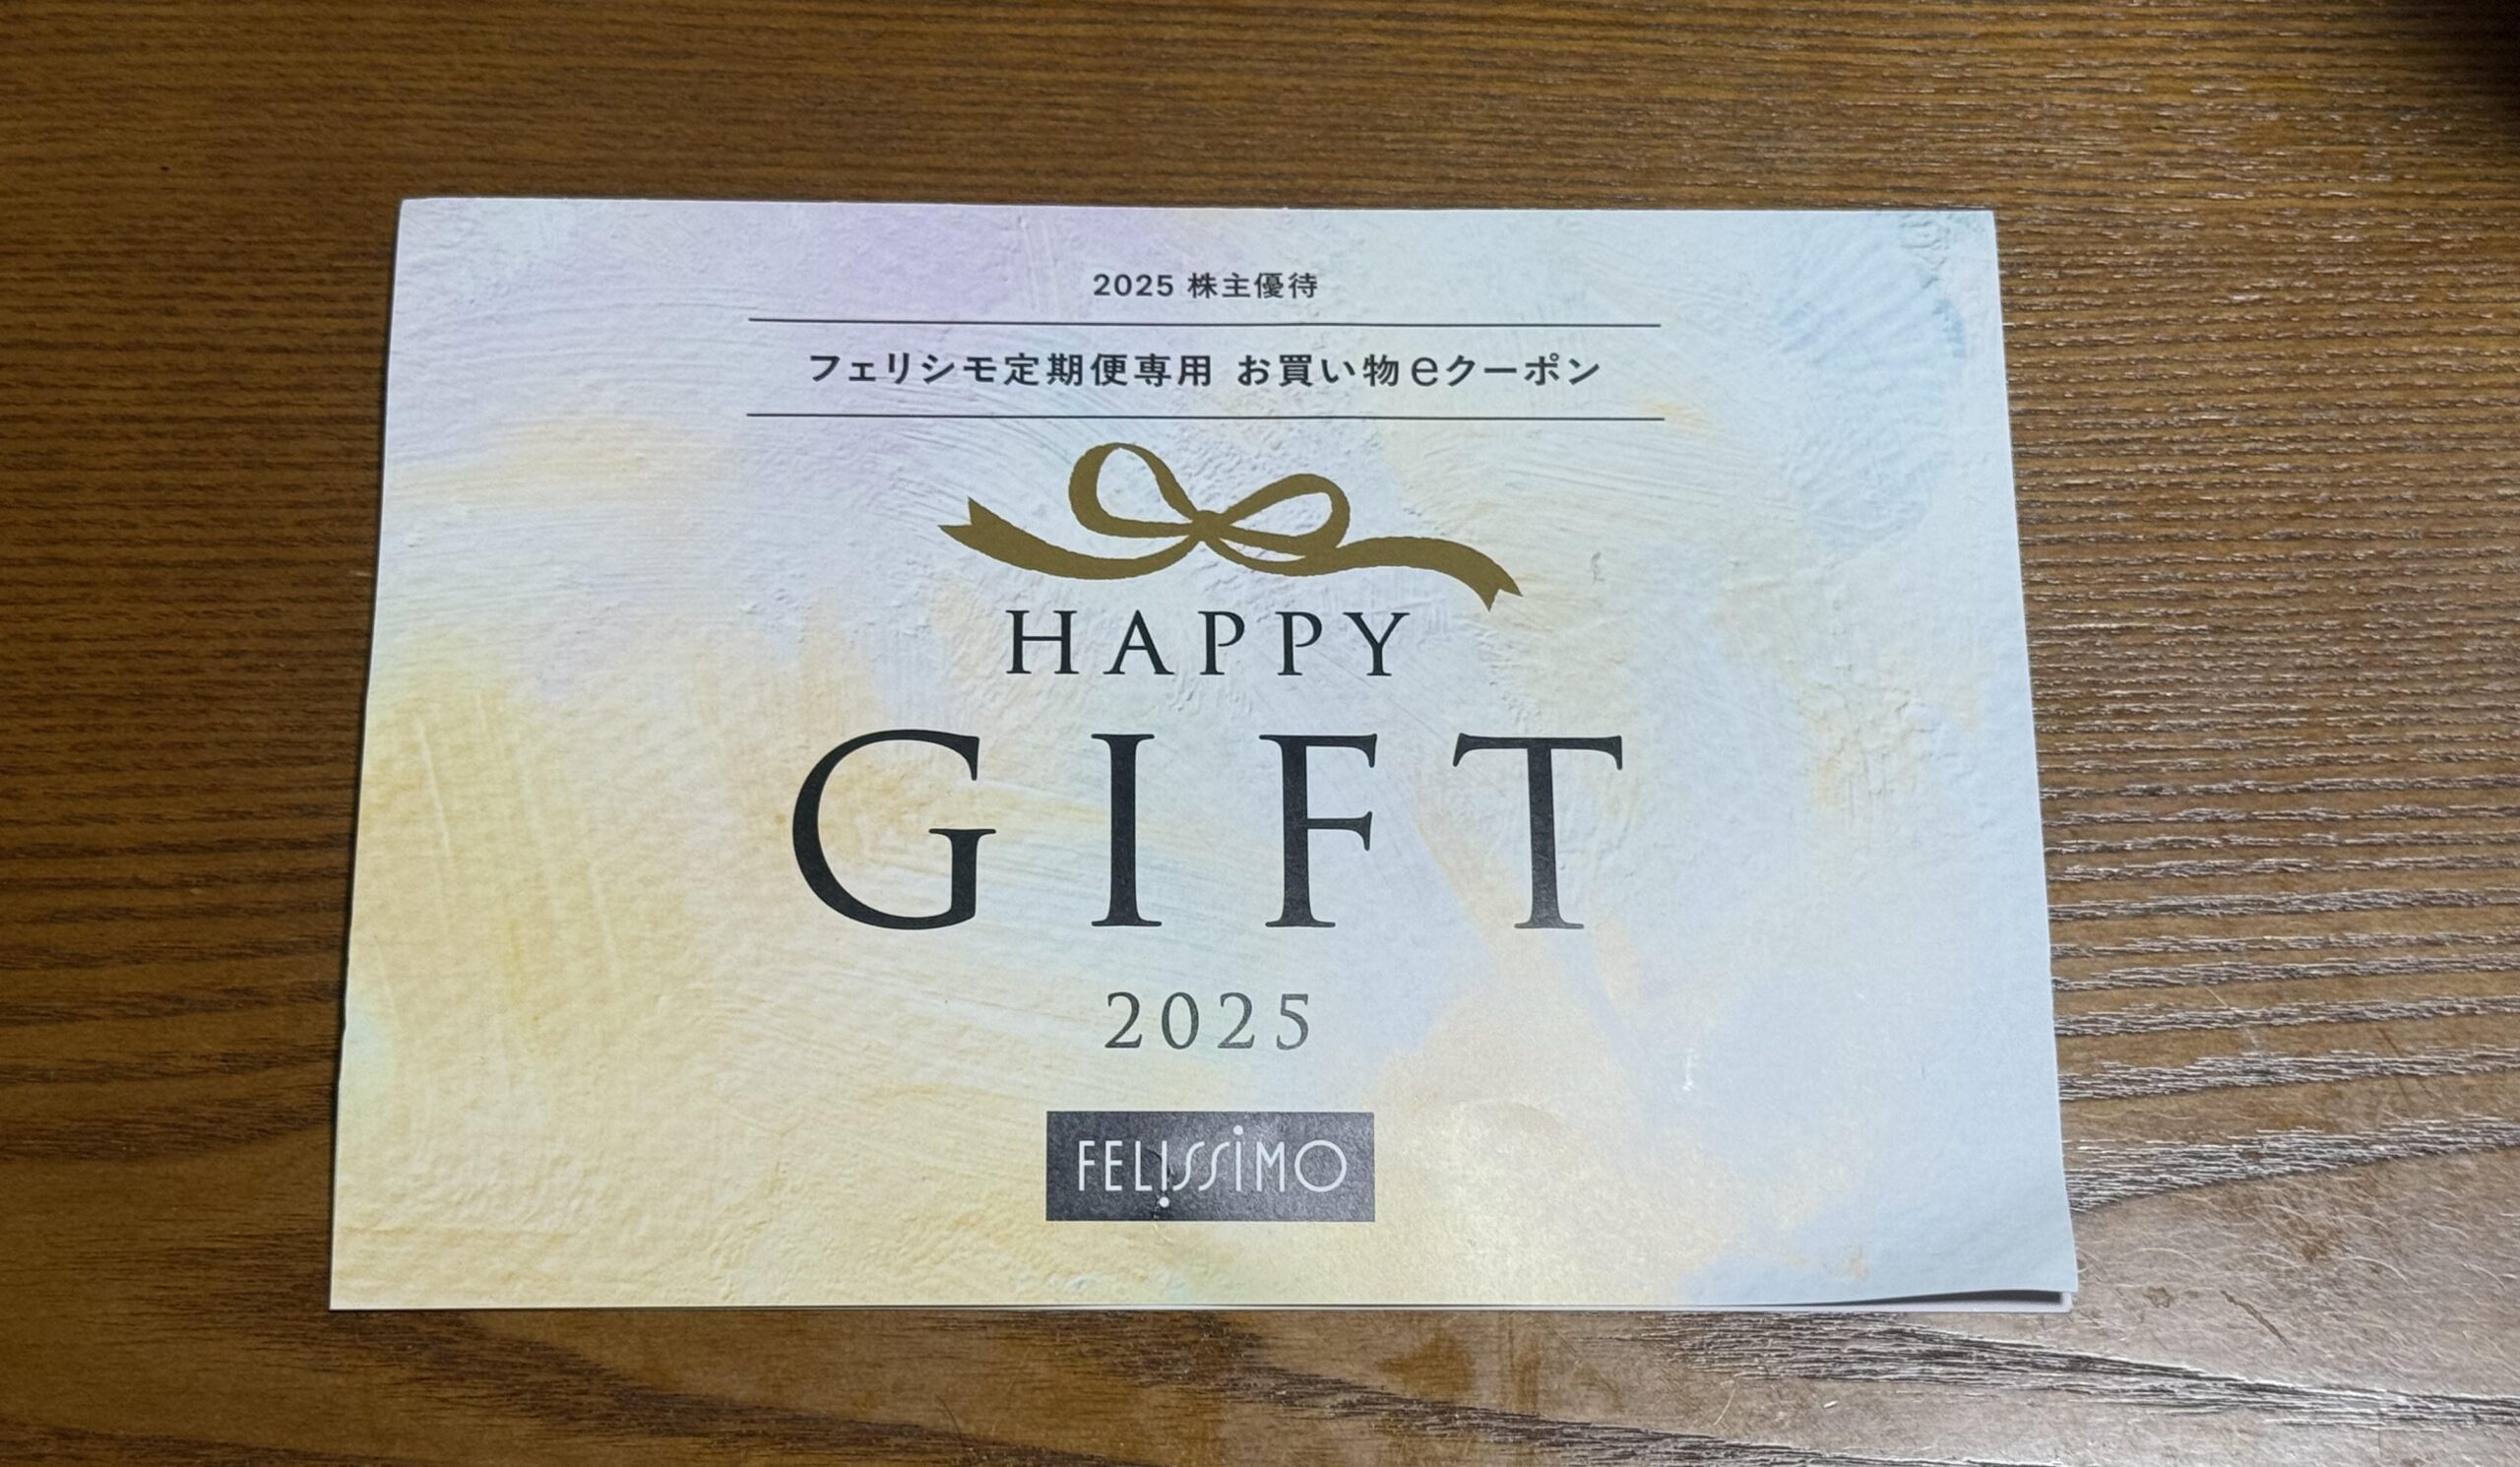 2025 株主優待
フェリシモ定期便専用 お買い物eクーポン
HAPPY
GIFT
2025
FELISSIMO